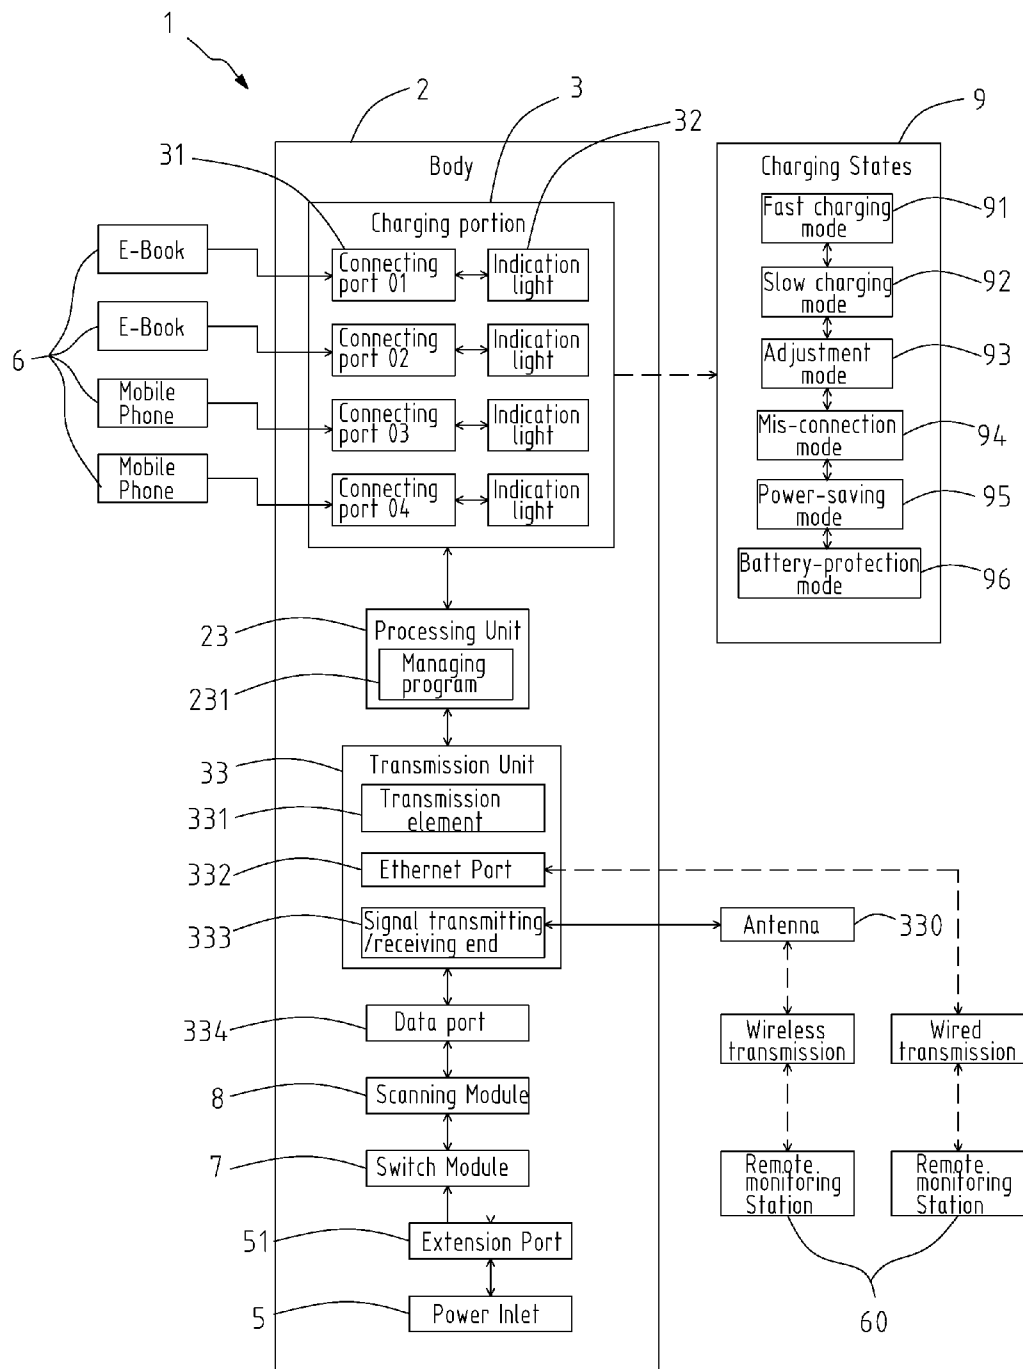 1
2
3
9
31
32
Body
Charging States
Charging portion
Fast charging
mode
91
E-Book
Connecting
port 01
Indication
light
Slow charging
mode
92
E-Book
Connecting
port 02
Indication
light
Adjustment
mode
93
6
Mobile
Phone
Connecting
port 03
Indication
light
Mis-connection
mode
94
Mobile
Phone
Connecting
port 04
Indication
light
Power-saving
mode
95
Battery-protection
mode
96
23
Processing Unit
231
Managing
program
33
Transmission Unit
331
Transmission
element
332
Ethernet Port
333
Signal transmitting
/receiving end
Antenna
330
334
Data port
Wireless
transmission
Wired
transmission
8
Scanning Module
7
Switch Module
Remote
monitoring
Station
Remote
monitoring
Station
51
Extension Port
5
Power Inlet
60